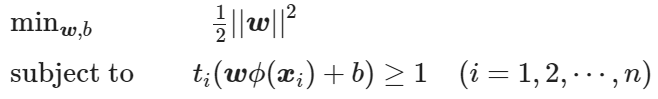 min_{𝒘,b} ½||𝒘||²
subject to t_i(𝒘ϕ(𝒙_i) + b) ≥ 1 (i = 1, 2, ⋯, n)